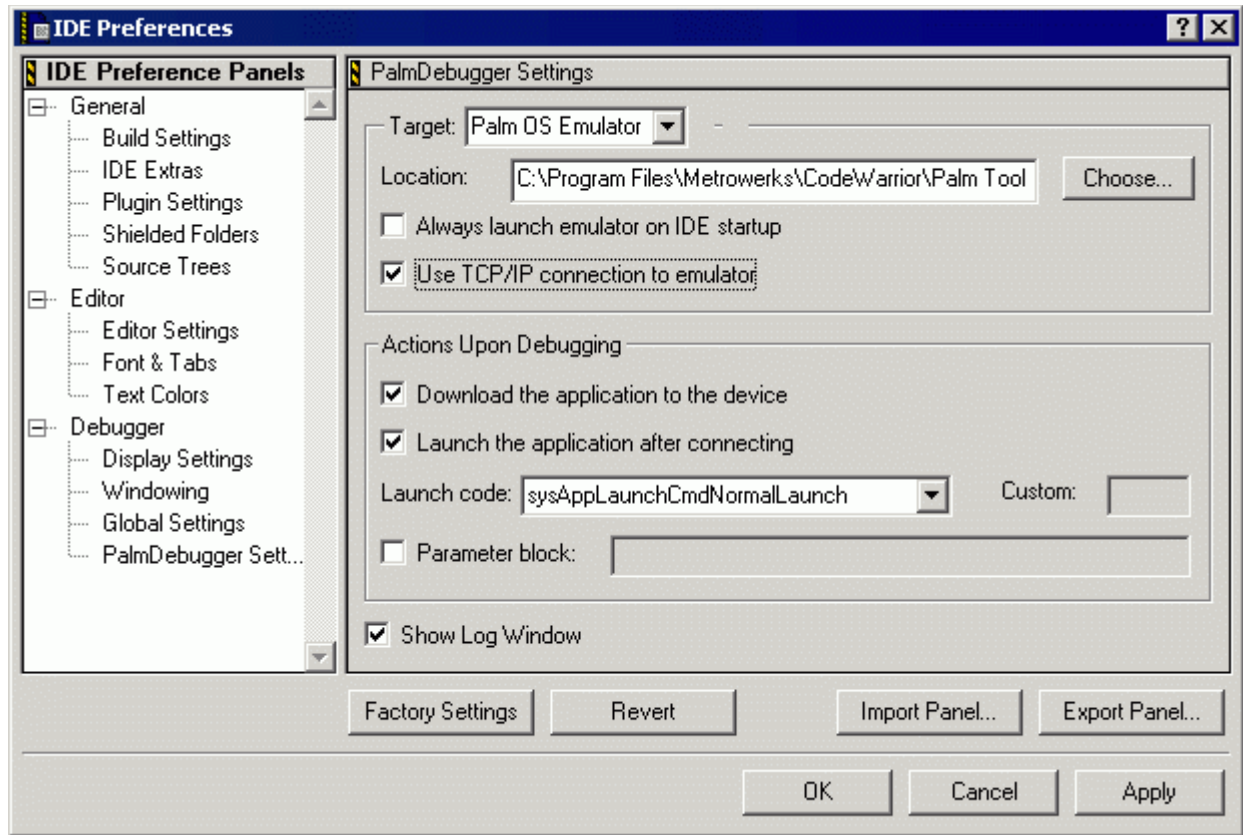 IDE Preferences
IDE Preference Panels
General
Build Settings
IDE Extras
Plugin Settings
Shielded Folders
Source Trees
Editor
Editor Settings
Font & Tabs
Text Colors
Debugger
Display Settings
Windowing
Global Settings
PalmDebugger Sett...
PalmDebugger Settings
Target: Palm OS Emulator -
Location: C:\Program Files\Metrowerks\CodeWarrior\Palm Tool Choose...
Always launch emulator on IDE startup
Use TCP/IP connection to emulator
Actions Upon Debugging
Download the application to the device
Launch the application after connecting
Launch code: sysAppLaunchCmdNormalLaunch Custom:
Parameter block:
Show Log Window
Factory Settings Revert Import Panel... Export Panel...
OK Cancel Apply